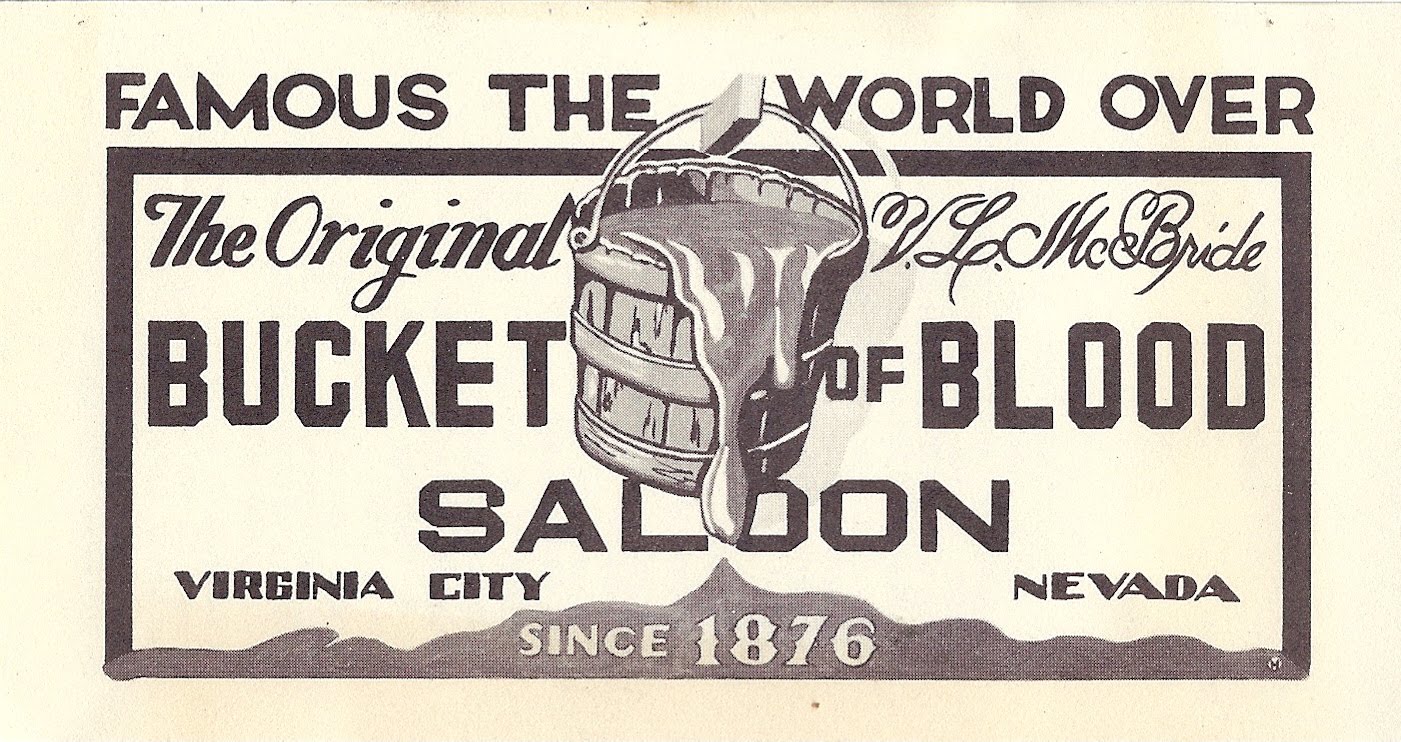 FAMOUS THE WORLD OVER
The Original V. L. McBride
BUCKET OF BLOOD
SALOON
VIRGINIA CITY NEVADA
SINCE 1876
M